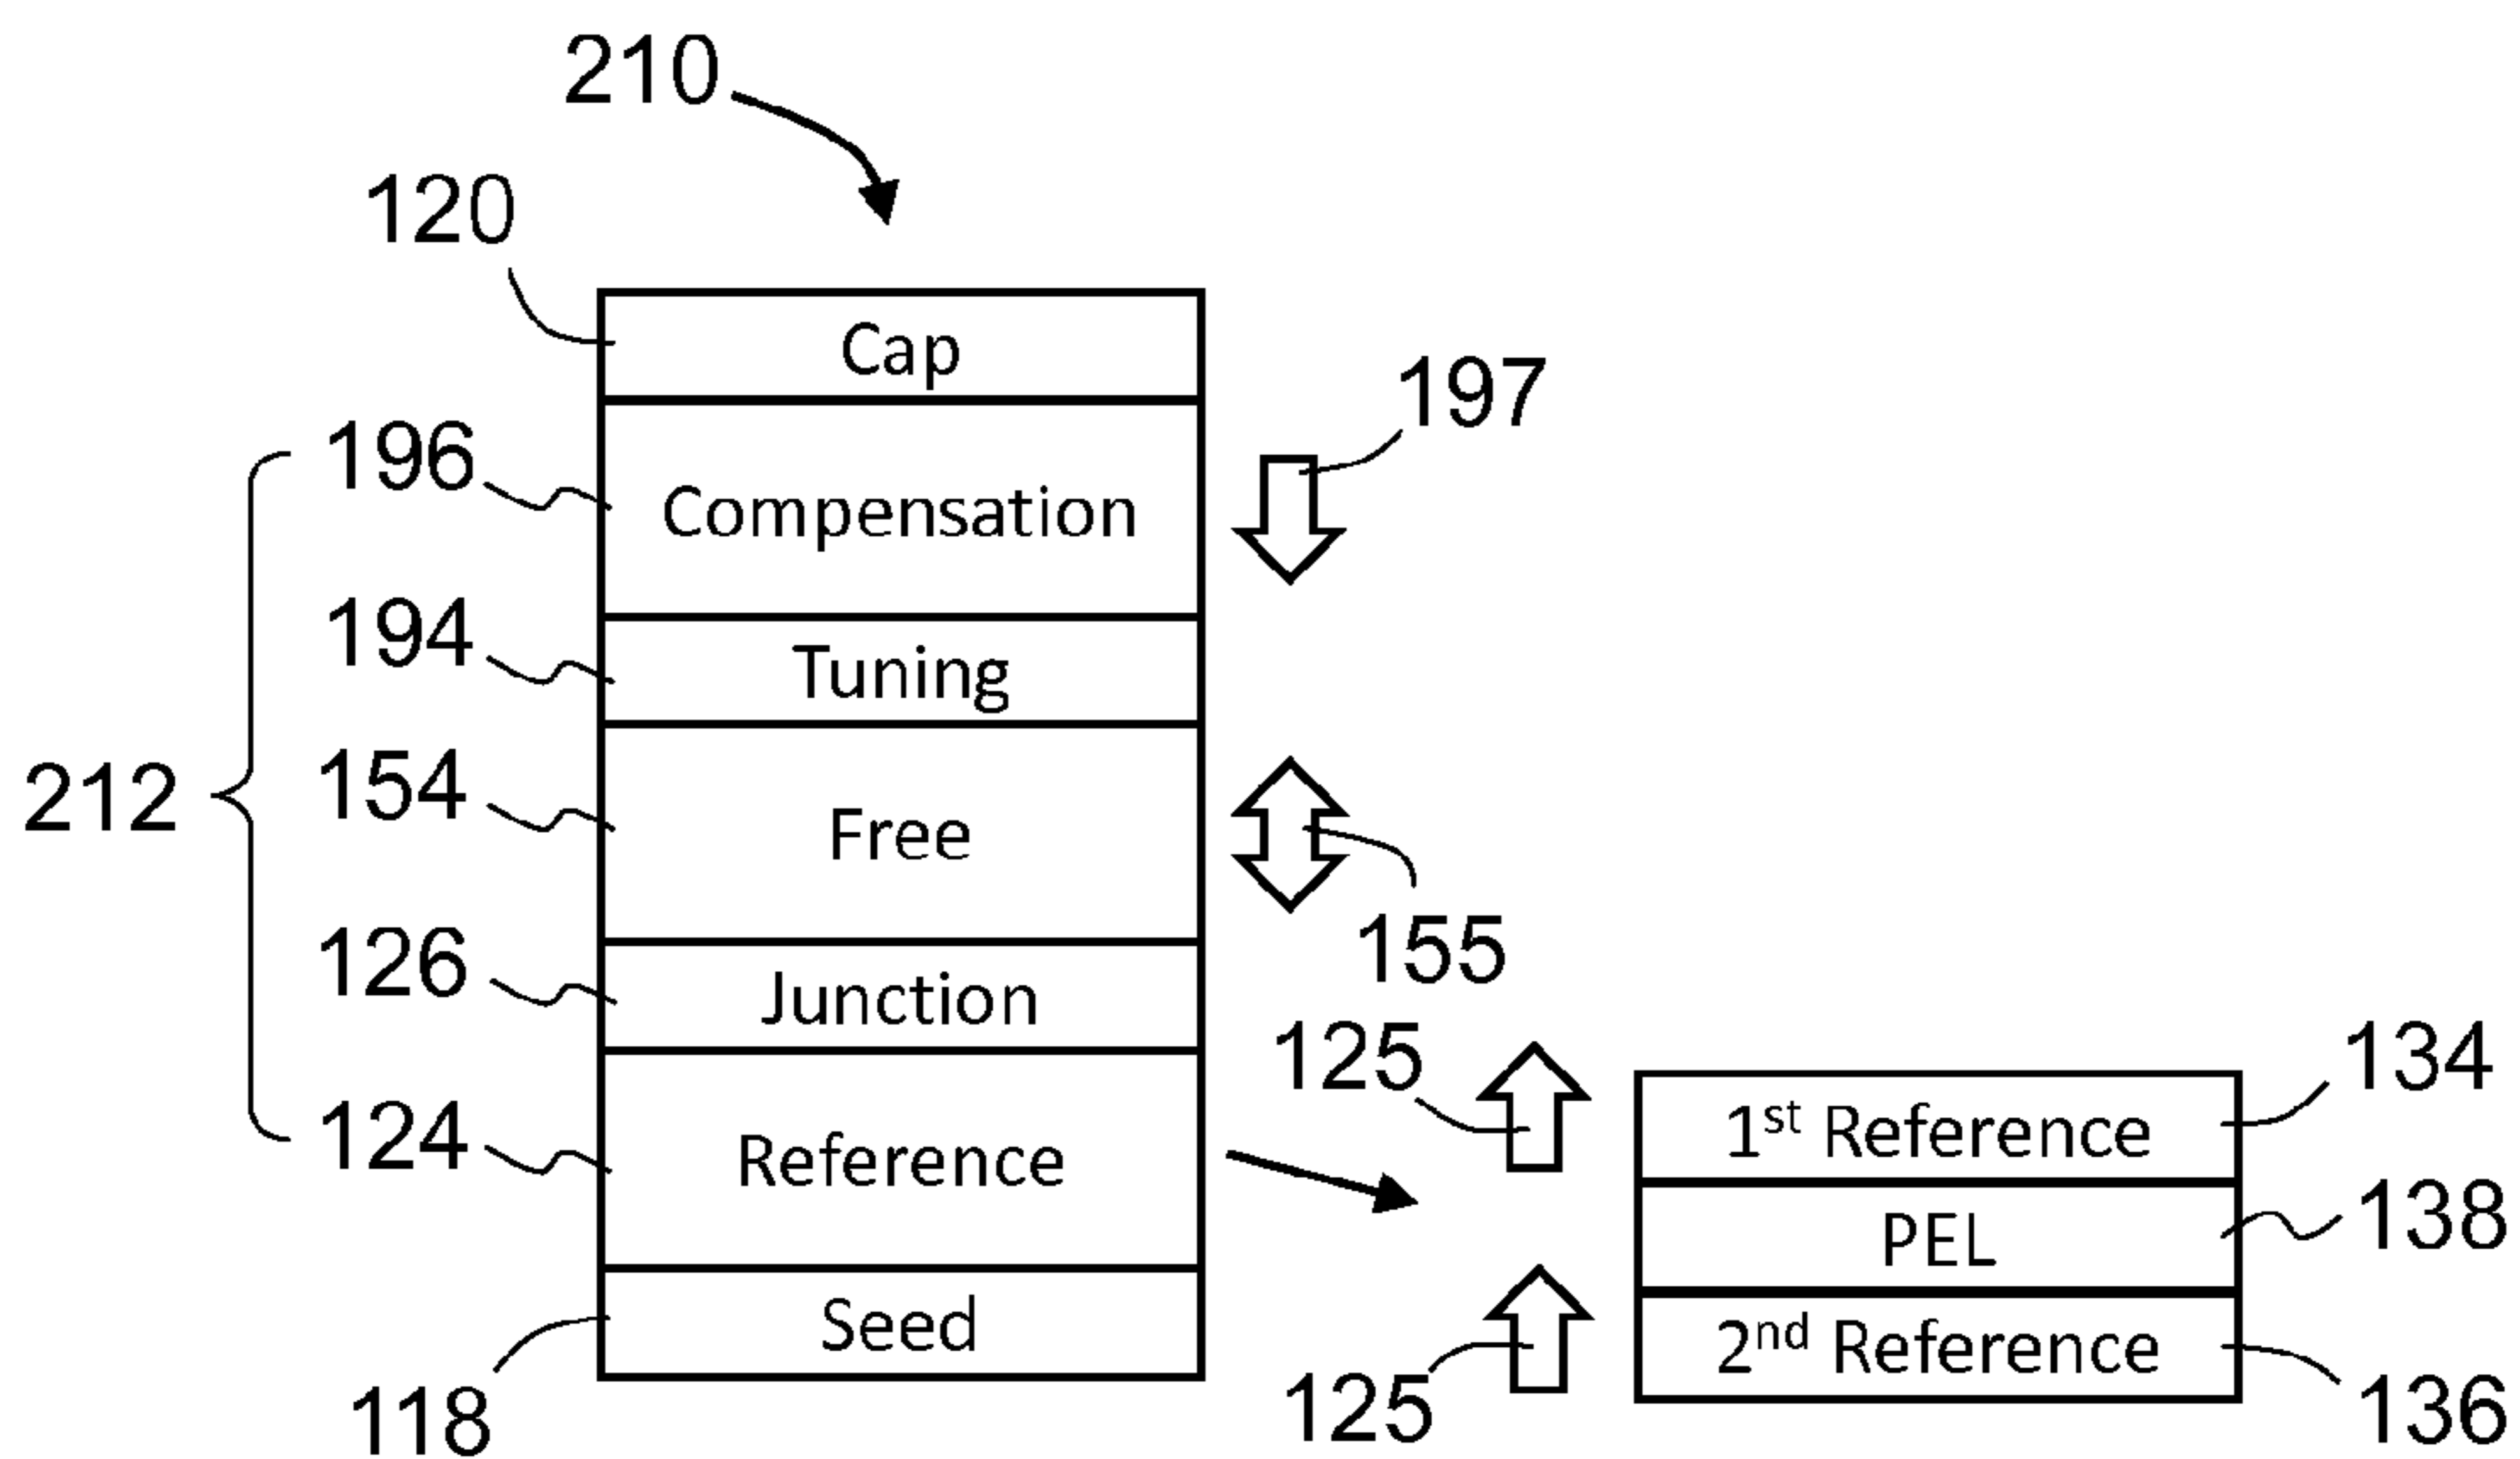 210
120
Cap
197
196
Compensation
194
Tuning
212
154
Free
155
126
Junction
125
134
1st Reference
124
Reference
138
PEL
Seed
2nd Reference
118
125
136